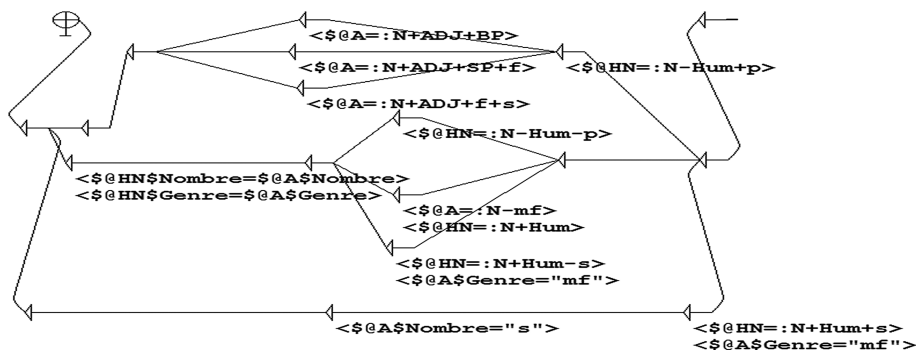 <$@A=:N+ADJ+BP>
<$@A=:N+ADJ+SP+f>
<$@HN=:N-Hum+p>
<$@A=:N+ADJ+f+s>
<$@HN=:N-Hum-p>
<$@HN$Nombre=$@A$Nombre>
<$@HN$Genre=$@A$Genre>
<$@A=:N-mf>
<$@HN=:N+Hum>
<$@HN=:N+Hum-s>
<$@A$Genre="mf">
<$@A$Nombre="s">
<$@HN=:N+Hum+s>
<$@A$Genre="mf">